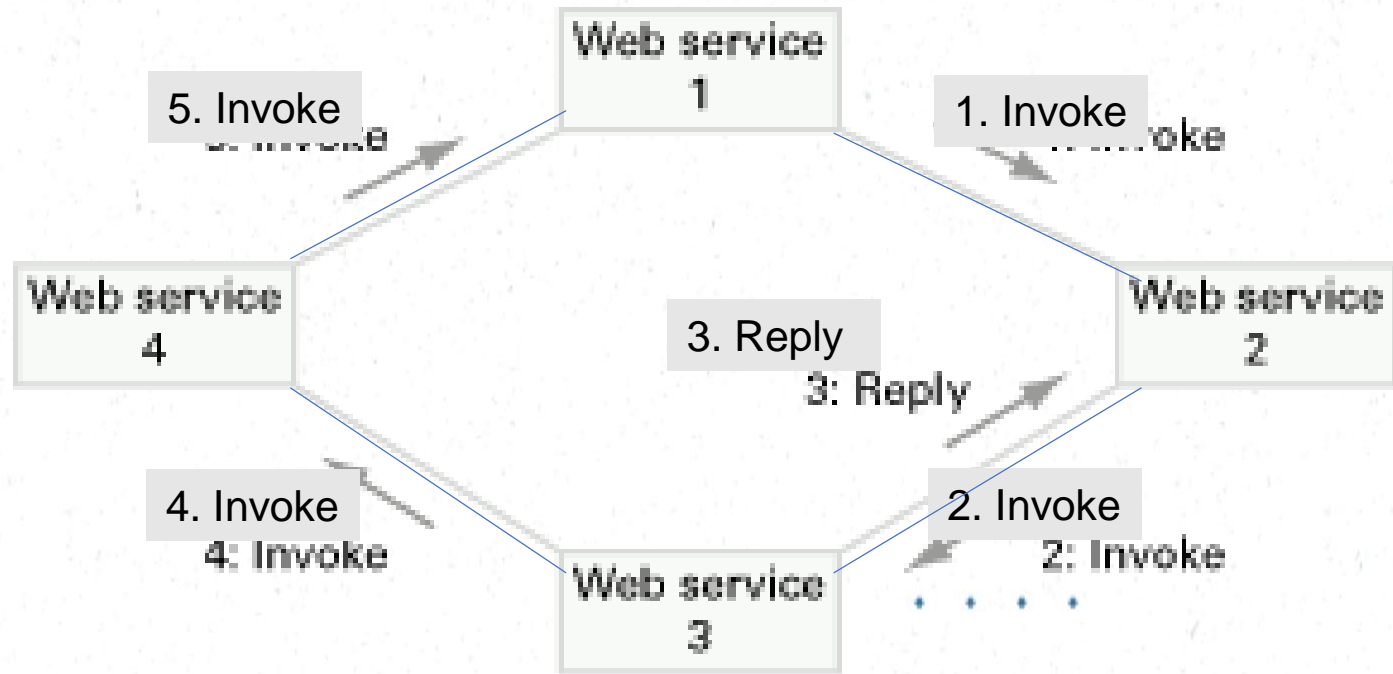 Web service
1
5. Invoke
1. Invoke
Web service
4
Web service
2
3. Reply
3: Reply
4. Invoke
4: Invoke
2. Invoke
2: Invoke
Web service
3